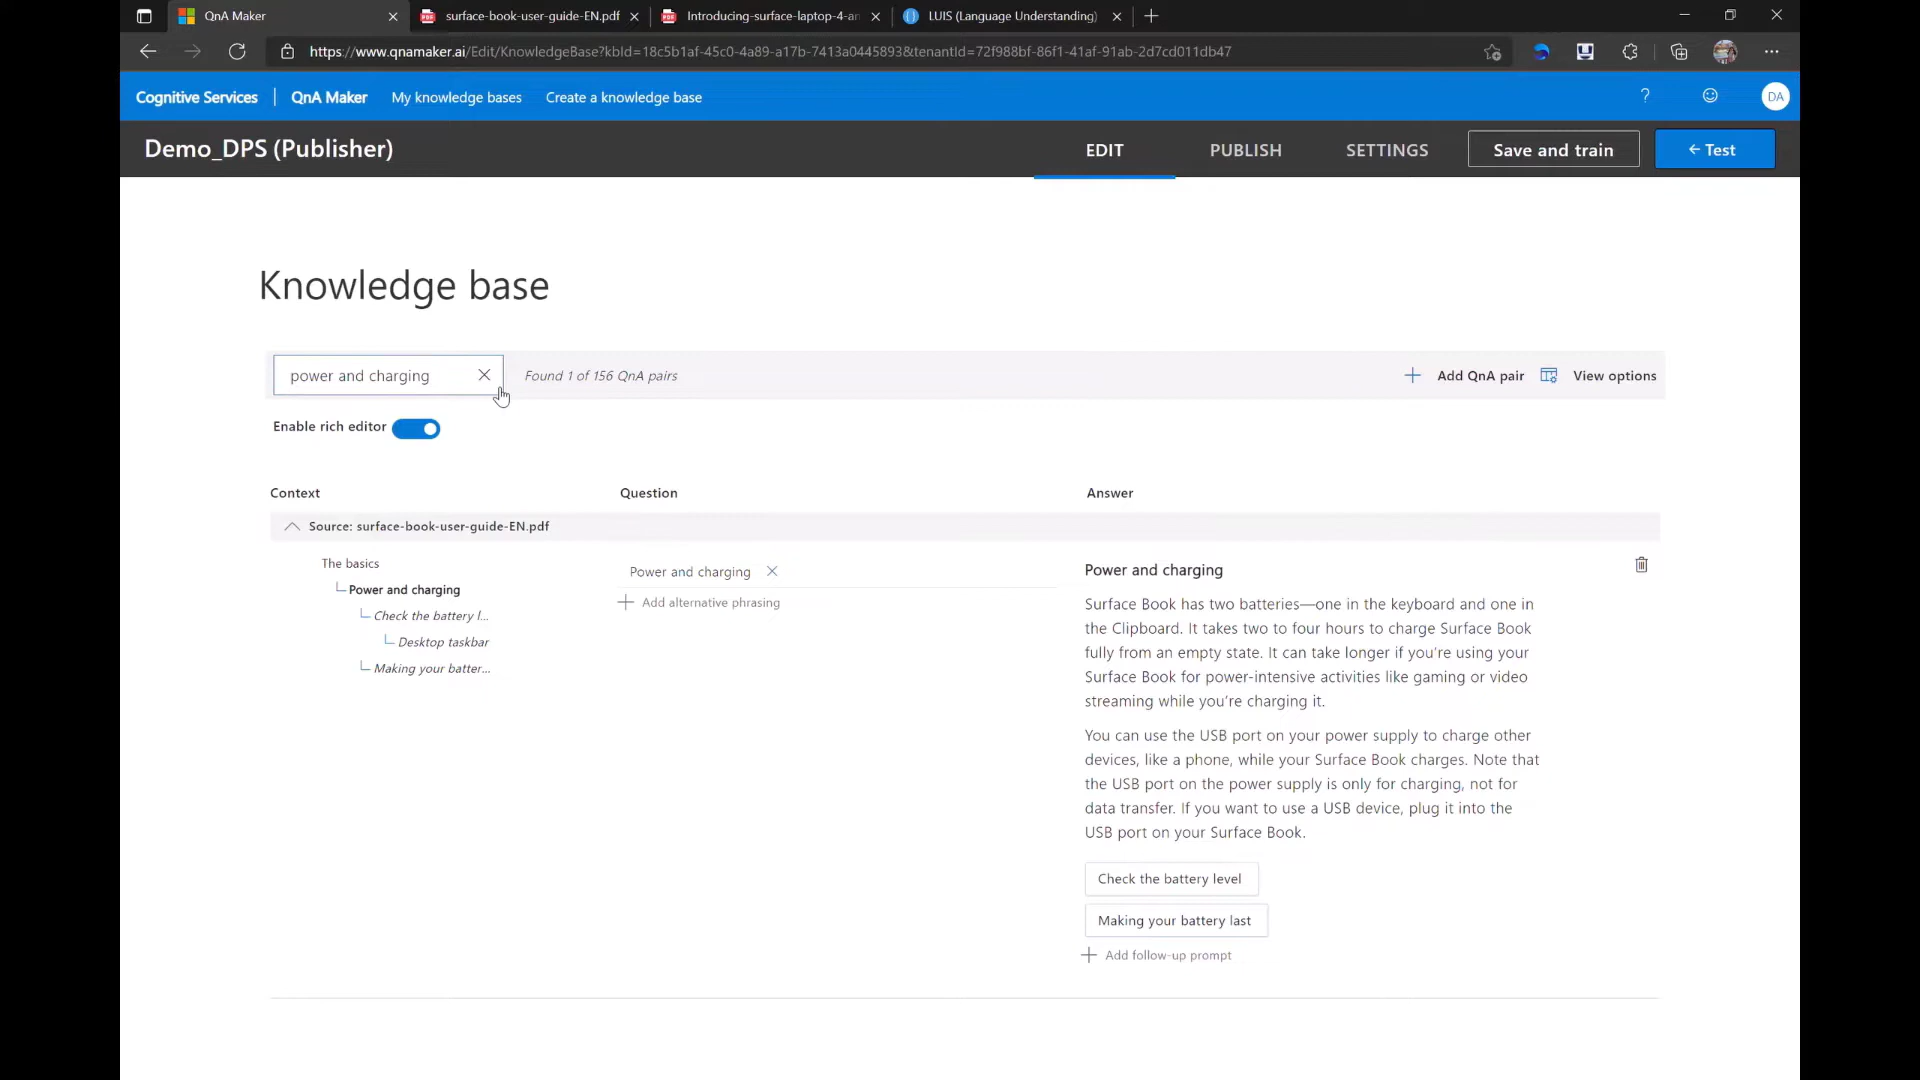 QnA Maker
surface-book-user-guide-EN.pdf
Introducing-surface-laptop-4-an
LUIS (Language Understanding)
https://www.qnamaker.ai/Edit/KnowledgeBase?kbId=18c5b1af-45c0-4a89-a17b-7413a0445893&tenantId=72f988bf-86f1-41af-91ab-2d7cd011db47
Cognitive Services | QnA Maker My knowledge bases Create a knowledge base ? DA
Demo_DPS (Publisher) EDIT PUBLISH SETTINGS Save and train ← Test
Knowledge base
power and charging Found 1 of 156 QnA pairs Add QnA pair View options
Enable rich editor
Context Question Answer
Source: surface-book-user-guide-EN.pdf
The basics
Power and charging
Check the battery l...
Desktop taskbar
Making your batter...
Power and charging
Add alternative phrasing
Power and charging
Surface Book has two batteries—one in the keyboard and one in
the Clipboard. It takes two to four hours to charge Surface Book
fully from an empty state. It can take longer if you're using your
Surface Book for power-intensive activities like gaming or video
streaming while you're charging it.
You can use the USB port on your power supply to charge other
devices, like a phone, while your Surface Book charges. Note that
the USB port on the power supply is only for charging, not for
data transfer. If you want to use a USB device, plug it into the
USB port on your Surface Book.
Check the battery level
Making your battery last
Add follow-up prompt